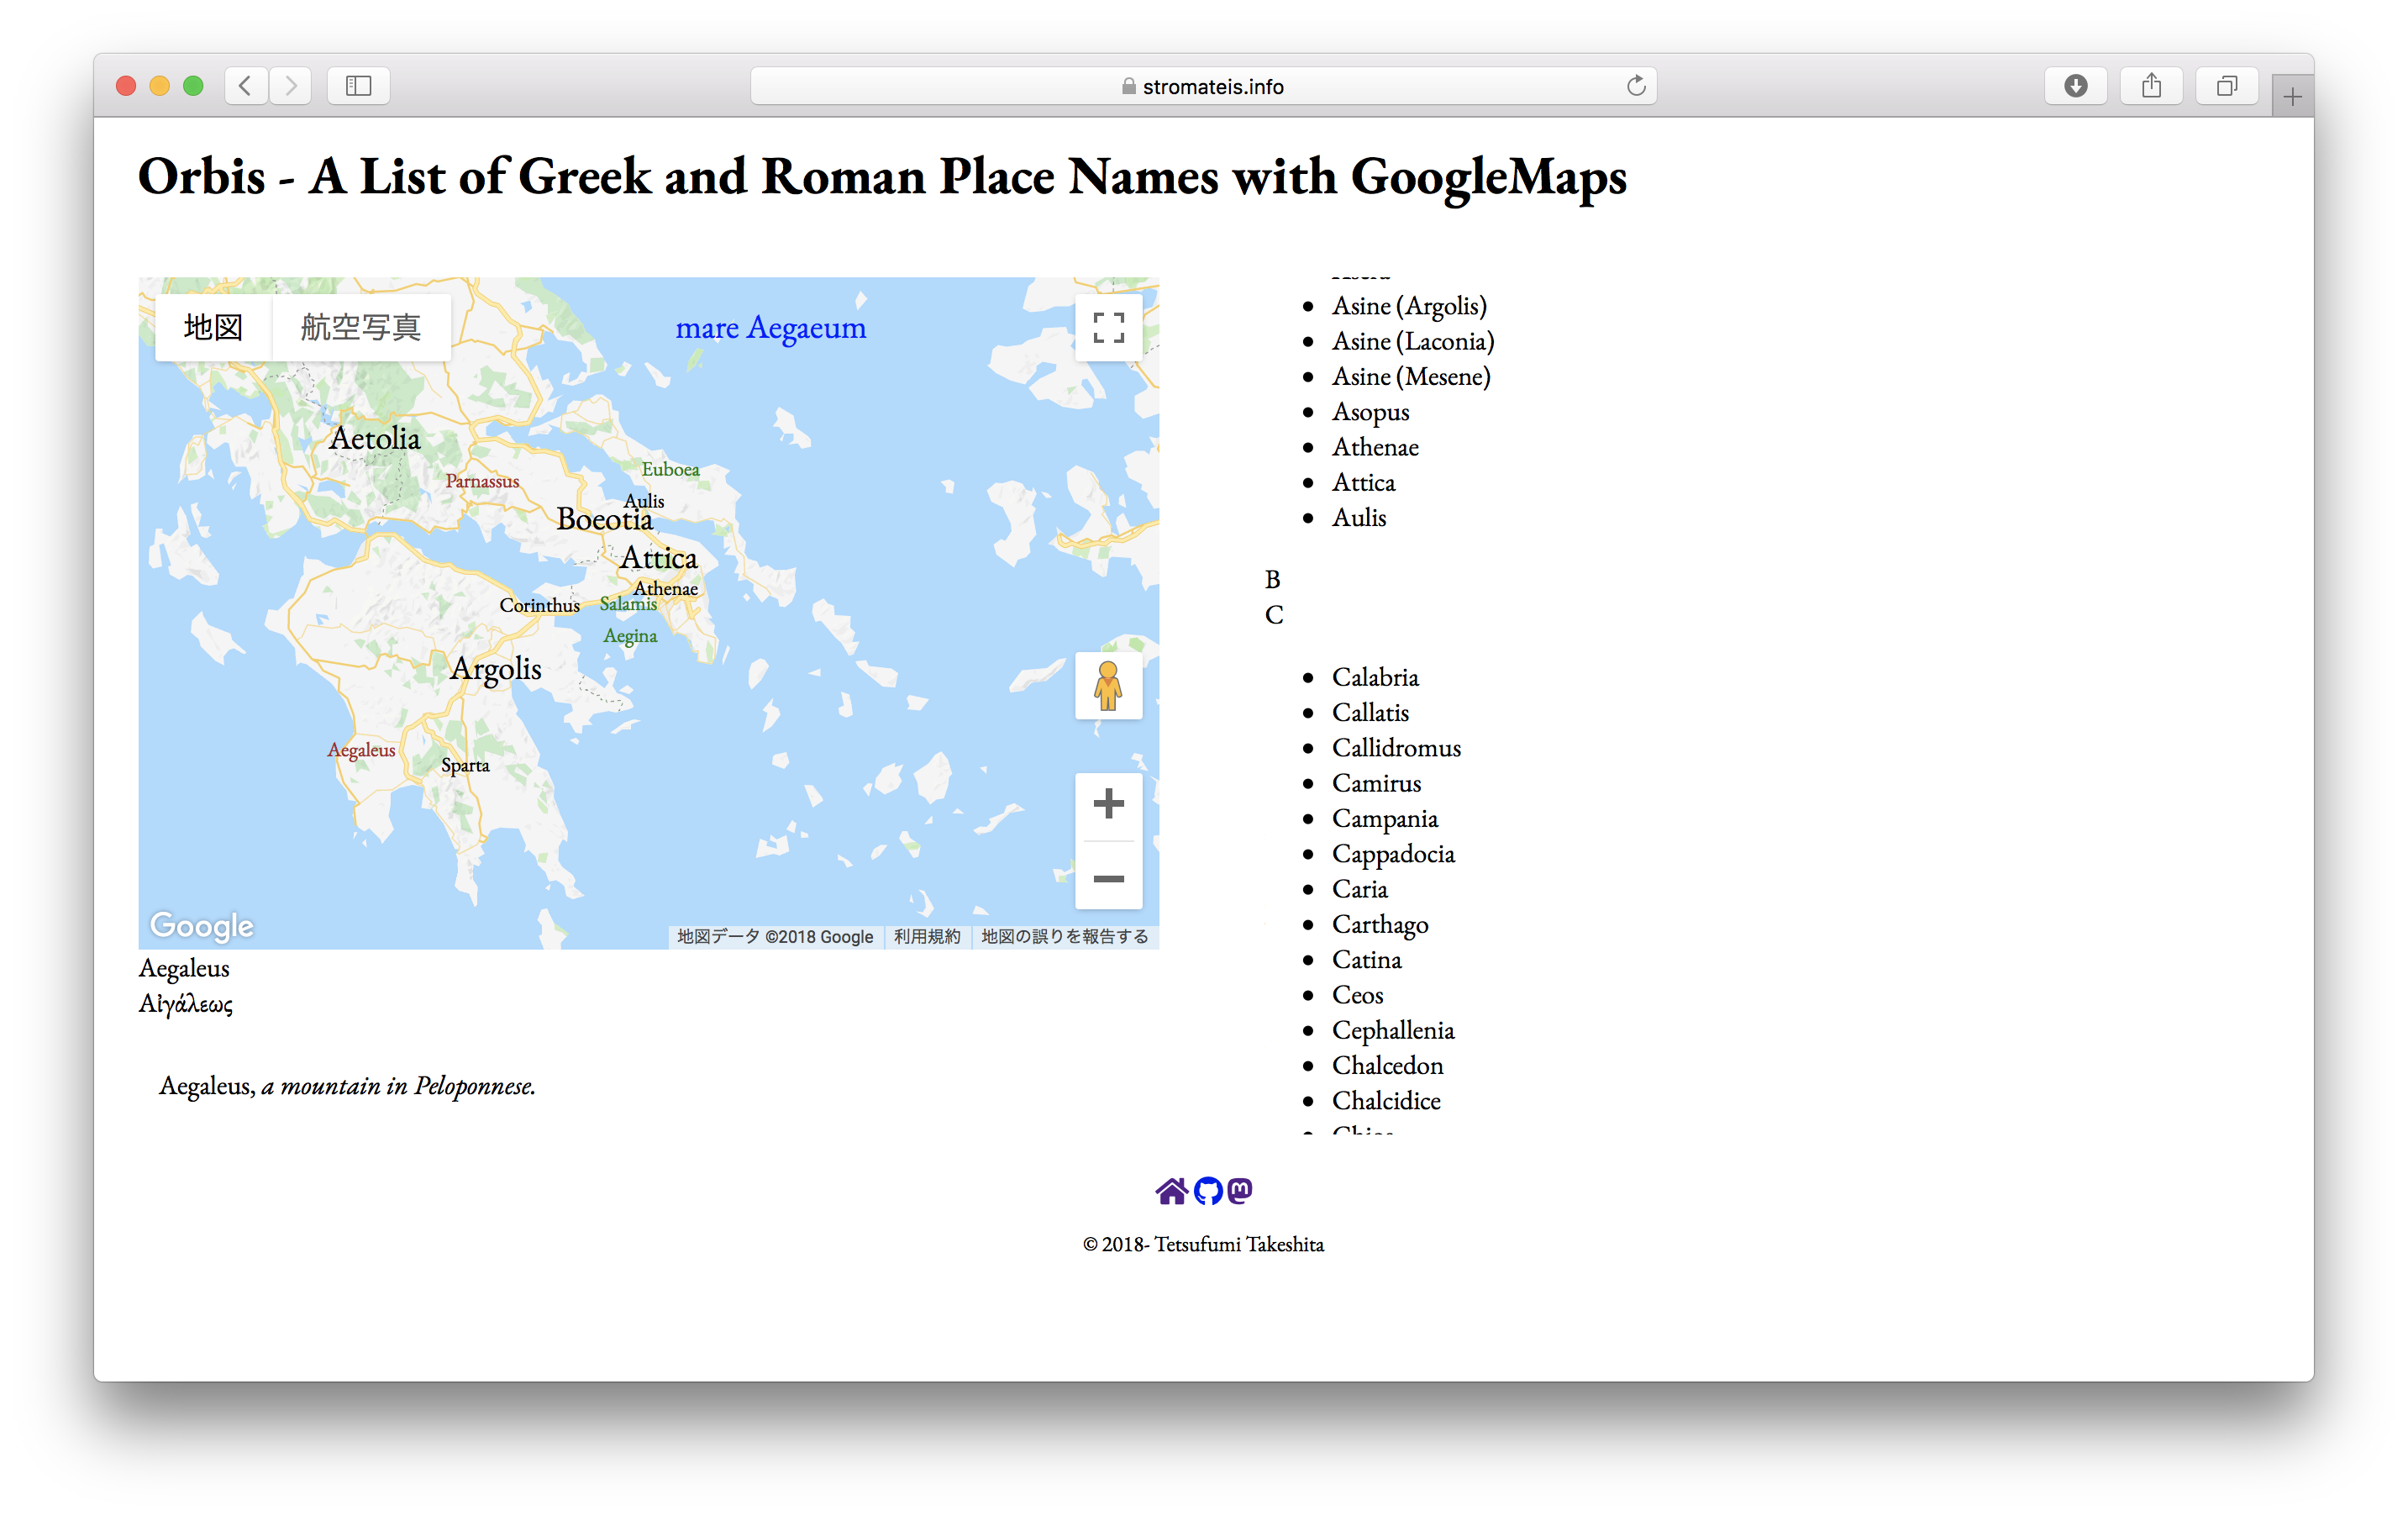 stromateis.info
Orbis - A List of Greek and Roman Place Names with GoogleMaps
地図
航空写真
mare Aegaeum
Aetolia
Parnassus
Euboea
Aulis
Boeotia
Attica
Athenae
Corinthus
Salamis
Aegina
Argolis
Aegaleus
Sparta
Google
地図データ ©2018 Google
利用規約
地図の誤りを報告する
Aegaleus
Αἰγάλεως
Aegaleus, a mountain in Peloponnese.
Asine (Argolis)
Asine (Laconia)
Asine (Mesene)
Asopus
Athenae
Attica
Aulis
B
C
Calabria
Callatis
Callidromus
Camirus
Campania
Cappadocia
Caria
Carthago
Catina
Ceos
Cephallenia
Chalcedon
Chalcidice
© 2018- Tetsufumi Takeshita